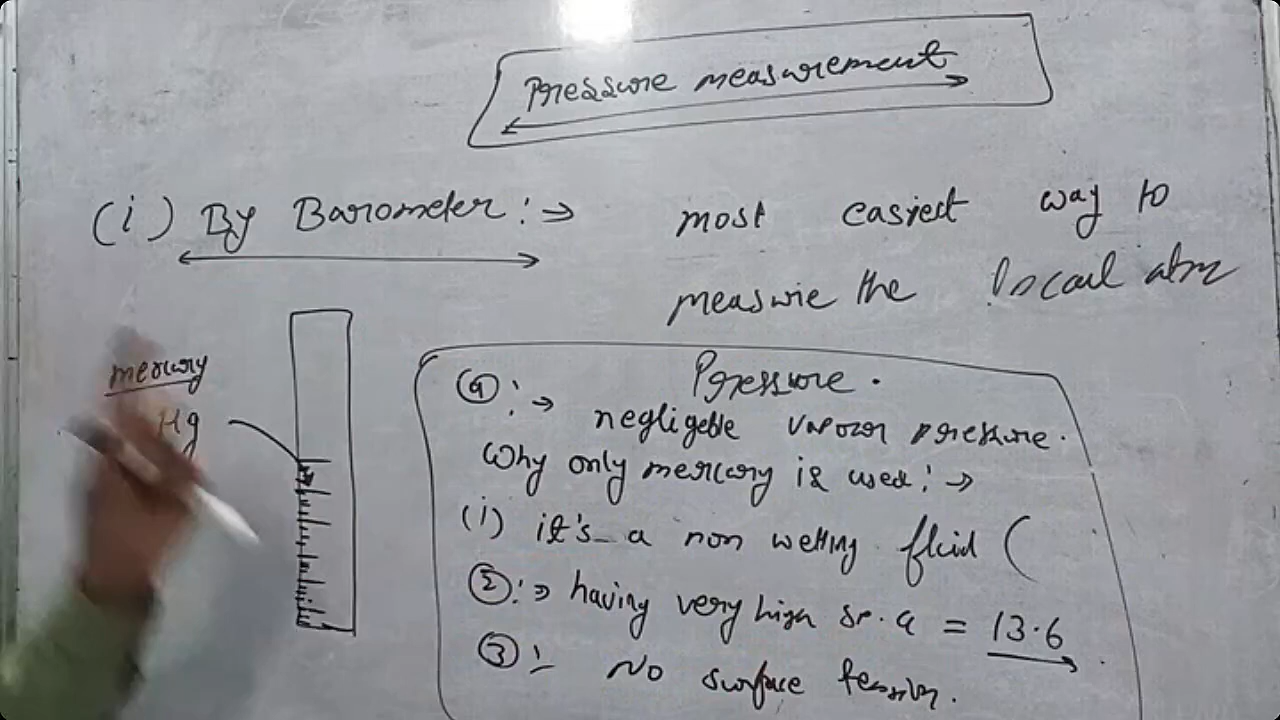 Pressure measurement
(i) By Barometer :→ most easiest way to
measure the local atm
Pressure.
mercury
Hg
(4) :→ negligeble vapour pressure.
Why only mercury is used :→
(i) it's a non wetting fluid (
(2) :→ having very high sp. G = 13.6
(3) :- No surface tension.